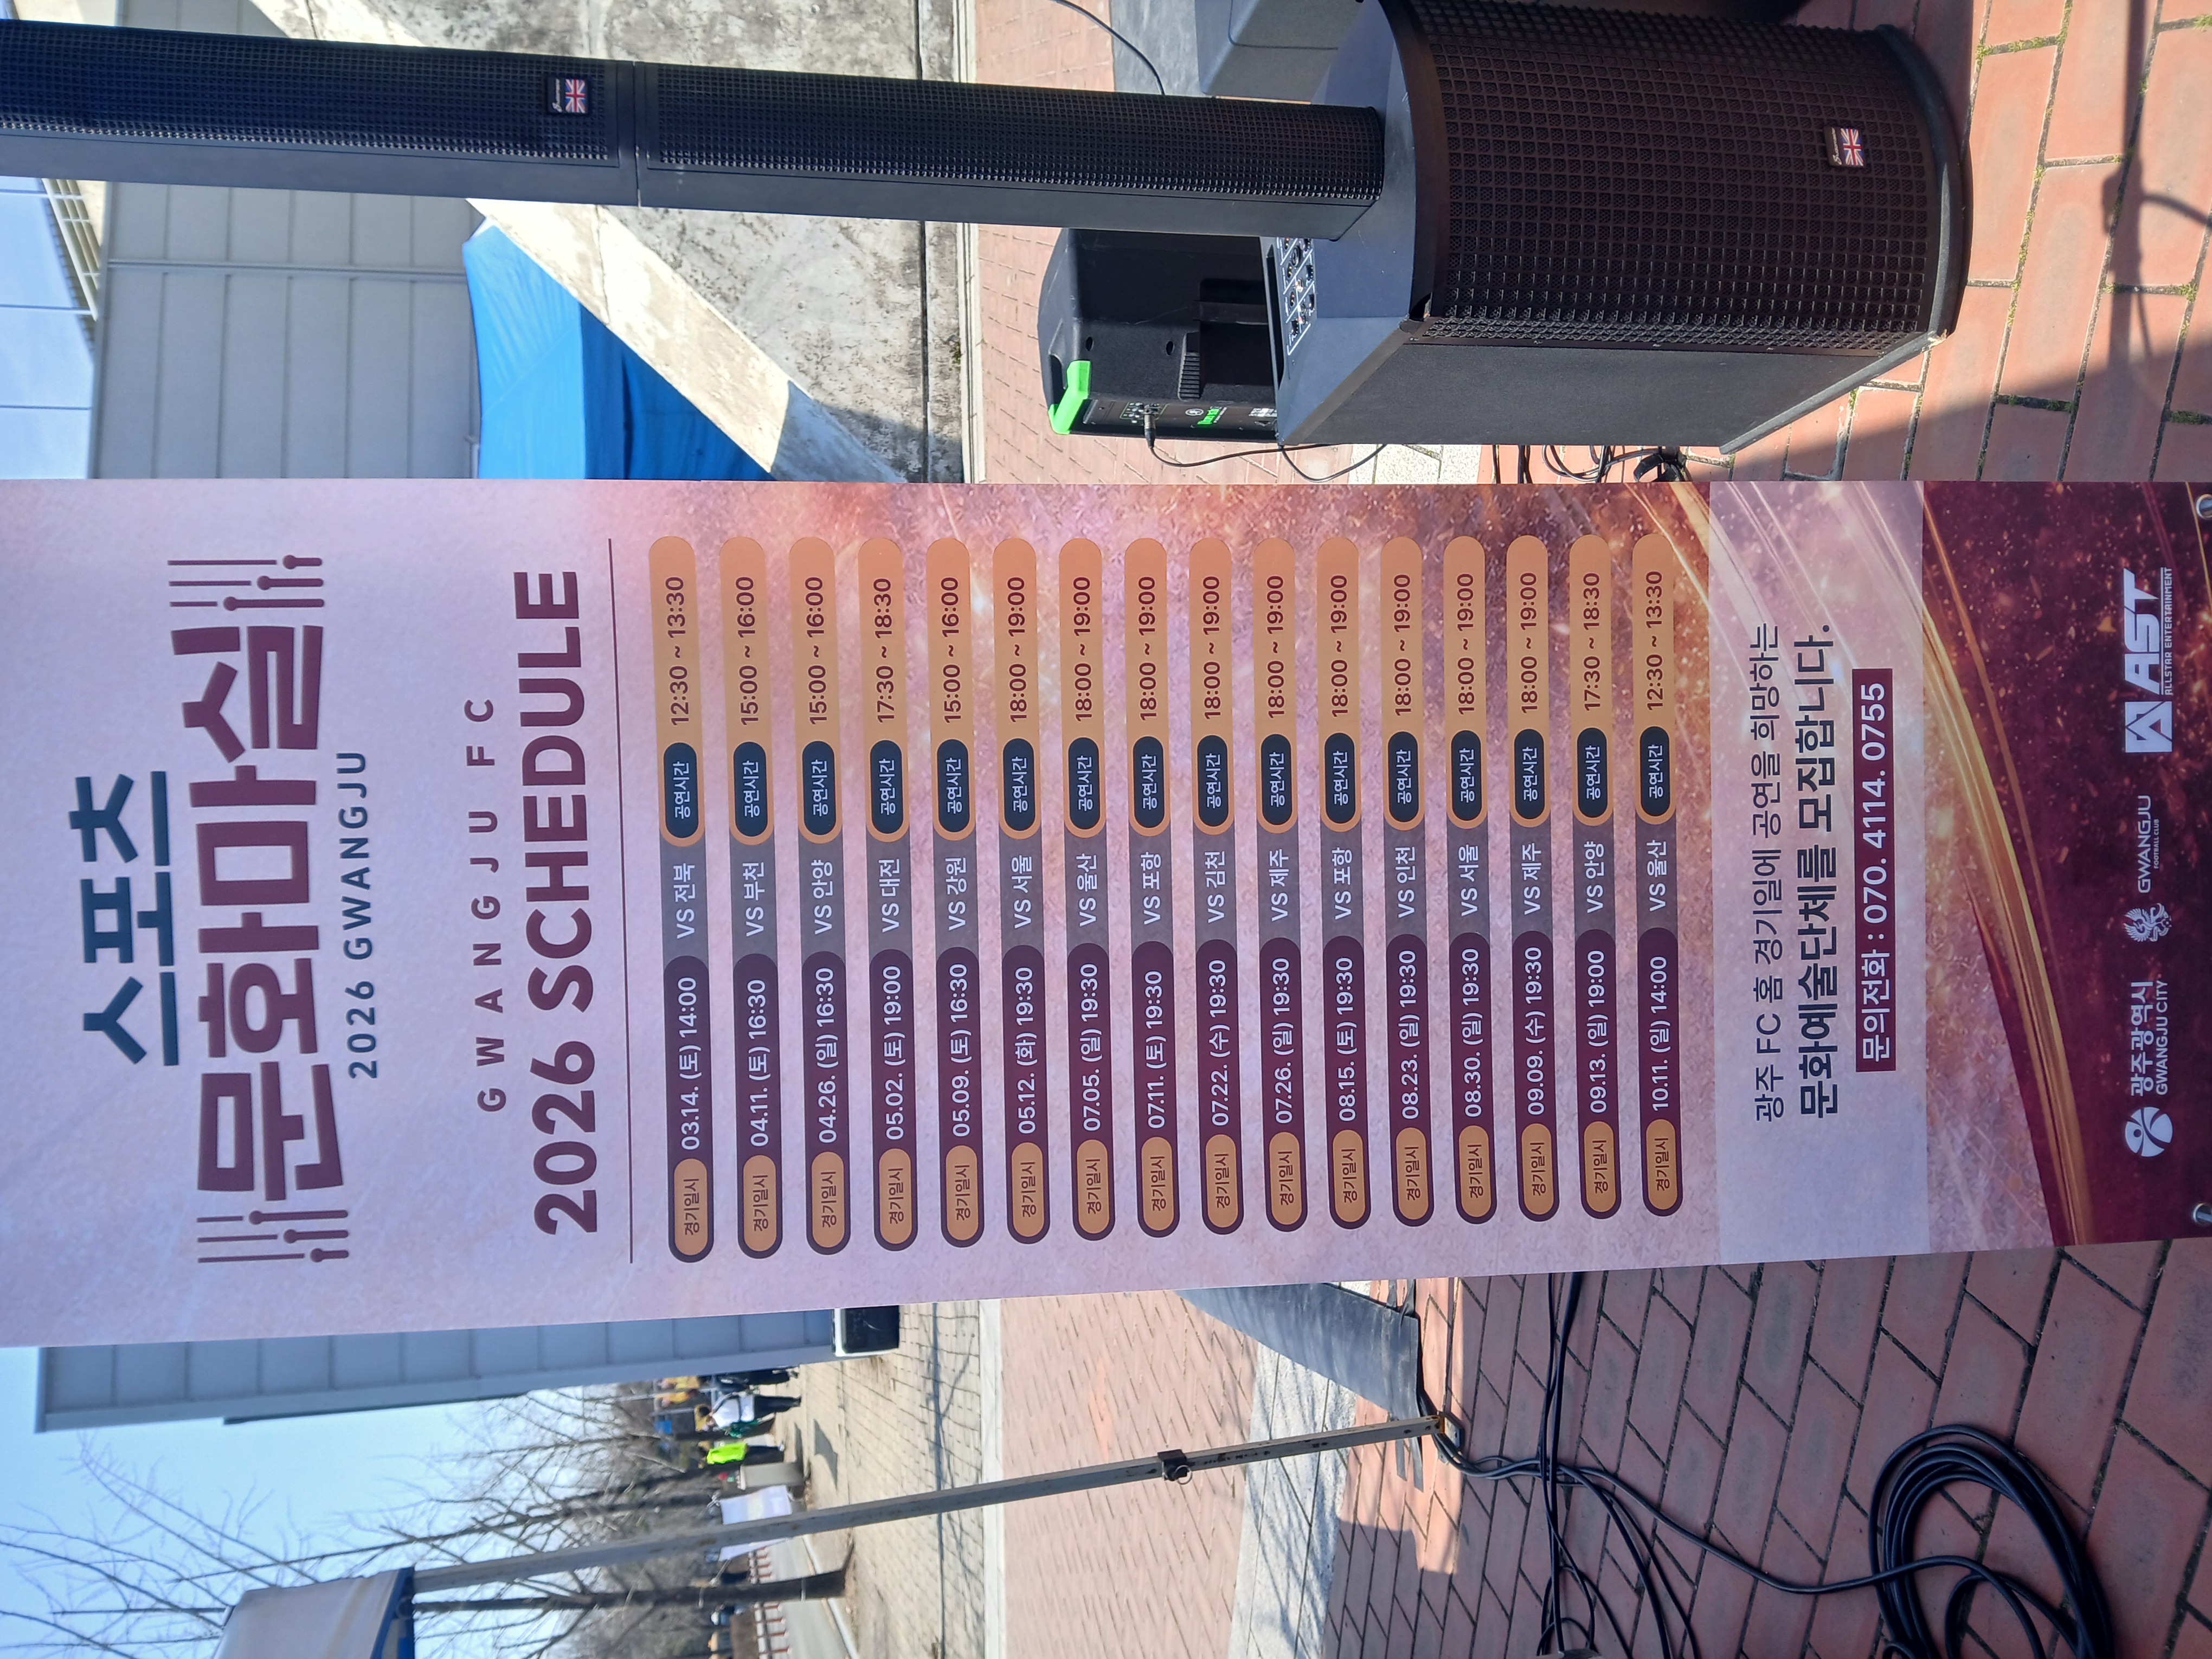 스포츠
문화마실
2026 GWANGJU
GWANGJU FC
2026 SCHEDULE
경기일시 03.14. (토) 14:00 VS 전북 공연시간 12:30 ~ 13:30
경기일시 04.11. (토) 16:30 VS 부천 공연시간 15:00 ~ 16:00
경기일시 04.26. (일) 16:30 VS 안양 공연시간 15:00 ~ 16:00
경기일시 05.02. (토) 19:00 VS 대전 공연시간 17:30 ~ 18:30
경기일시 05.09. (토) 16:30 VS 강원 공연시간 15:00 ~ 16:00
경기일시 05.12. (화) 19:30 VS 서울 공연시간 18:00 ~ 19:00
경기일시 07.05. (일) 19:30 VS 울산 공연시간 18:00 ~ 19:00
경기일시 07.11. (토) 19:30 VS 포항 공연시간 18:00 ~ 19:00
경기일시 07.22. (수) 19:30 VS 김천 공연시간 18:00 ~ 19:00
경기일시 07.26. (일) 19:30 VS 제주 공연시간 18:00 ~ 19:00
경기일시 08.15. (토) 19:30 VS 포항 공연시간 18:00 ~ 19:00
경기일시 08.23. (일) 19:30 VS 인천 공연시간 18:00 ~ 19:00
경기일시 08.30. (일) 19:30 VS 서울 공연시간 18:00 ~ 19:00
경기일시 09.09. (수) 19:30 VS 제주 공연시간 18:00 ~ 19:00
경기일시 09.13. (일) 19:00 VS 안양 공연시간 17:30 ~ 18:30
경기일시 10.11. (일) 14:00 VS 울산 공연시간 12:30 ~ 13:30
광주 FC 홈 경기일에 공연을 희망하는
문화예술단체를 모집합니다.
문의전화 : 070. 4114. 0755
광주광역시
GWANGJU CITY
GWANGJU
FOOTBALL CLUB
AST
ALLSTAR ENTERTAINMENT